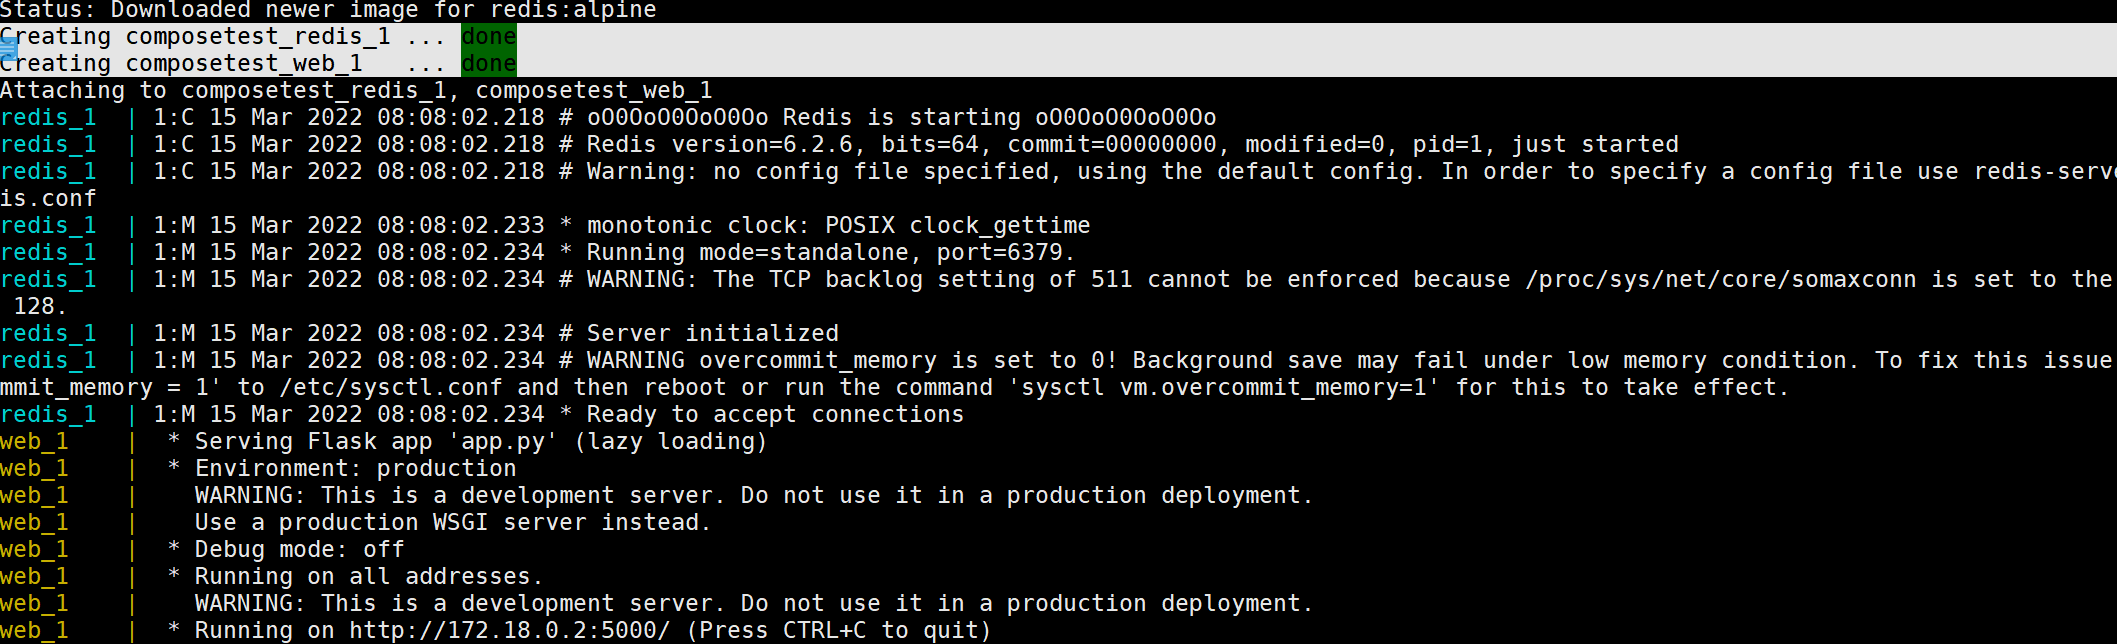 Status: Downloaded newer image for redis:alpine
Creating composetest_redis_1 ... done
Creating composetest_web_1   ... done
Attaching to composetest_redis_1, composetest_web_1
redis_1  | 1:C 15 Mar 2022 08:08:02.218 # oO0OoO0OoO0Oo Redis is starting oO0OoO0OoO0Oo
redis_1  | 1:C 15 Mar 2022 08:08:02.218 # Redis version=6.2.6, bits=64, commit=00000000, modified=0, pid=1, just started
redis_1  | 1:C 15 Mar 2022 08:08:02.218 # Warning: no config file specified, using the default config. In order to specify a config file use redis-serve
is.conf
redis_1  | 1:M 15 Mar 2022 08:08:02.233 * monotonic clock: POSIX clock_gettime
redis_1  | 1:M 15 Mar 2022 08:08:02.234 * Running mode=standalone, port=6379.
redis_1  | 1:M 15 Mar 2022 08:08:02.234 # WARNING: The TCP backlog setting of 511 cannot be enforced because /proc/sys/net/core/somaxconn is set to the
 128.
redis_1  | 1:M 15 Mar 2022 08:08:02.234 # Server initialized
redis_1  | 1:M 15 Mar 2022 08:08:02.234 # WARNING overcommit_memory is set to 0! Background save may fail under low memory condition. To fix this issue
mmit_memory = 1' to /etc/sysctl.conf and then reboot or run the command 'sysctl vm.overcommit_memory=1' for this to take effect.
redis_1  | 1:M 15 Mar 2022 08:08:02.234 * Ready to accept connections
web_1    |  * Serving Flask app 'app.py' (lazy loading)
web_1    |  * Environment: production
web_1    |    WARNING: This is a development server. Do not use it in a production deployment.
web_1    |    Use a production WSGI server instead.
web_1    |  * Debug mode: off
web_1    |  * Running on all addresses.
web_1    |    WARNING: This is a development server. Do not use it in a production deployment.
web_1    |  * Running on http://172.18.0.2:5000/ (Press CTRL+C to quit)